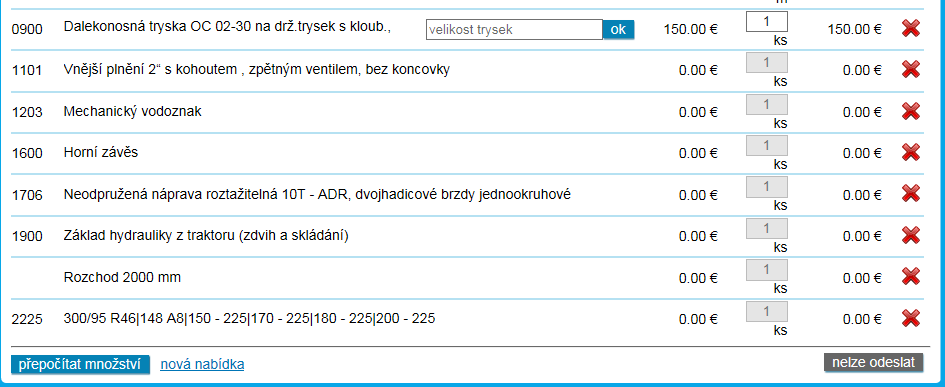 m
0900 Dalekonosná tryska OC 02-30 na drž.trysek s kloub., velikost trysek ok 150.00 € 1 150.00 €
ks
1101 Vnější plnění 2“ s kohoutem , zpětným ventilem, bez koncovky 0.00 € 1 0.00 €
ks
1203 Mechanický vodoznak 0.00 € 1 0.00 €
ks
1600 Horní závěs 0.00 € 1 0.00 €
ks
1706 Neodpružená náprava roztažitelná 10T - ADR, dvojhadicové brzdy jednookruhové 0.00 € 1 0.00 €
ks
1900 Základ hydrauliky z traktoru (zdvih a skládání) 0.00 € 1 0.00 €
ks
Rozchod 2000 mm 0.00 € 1 0.00 €
ks
2225 300/95 R46|148 A8|150 - 225|170 - 225|180 - 225|200 - 225 0.00 € 1 0.00 €
ks
přepočítat množství nová nabídka nelze odeslat